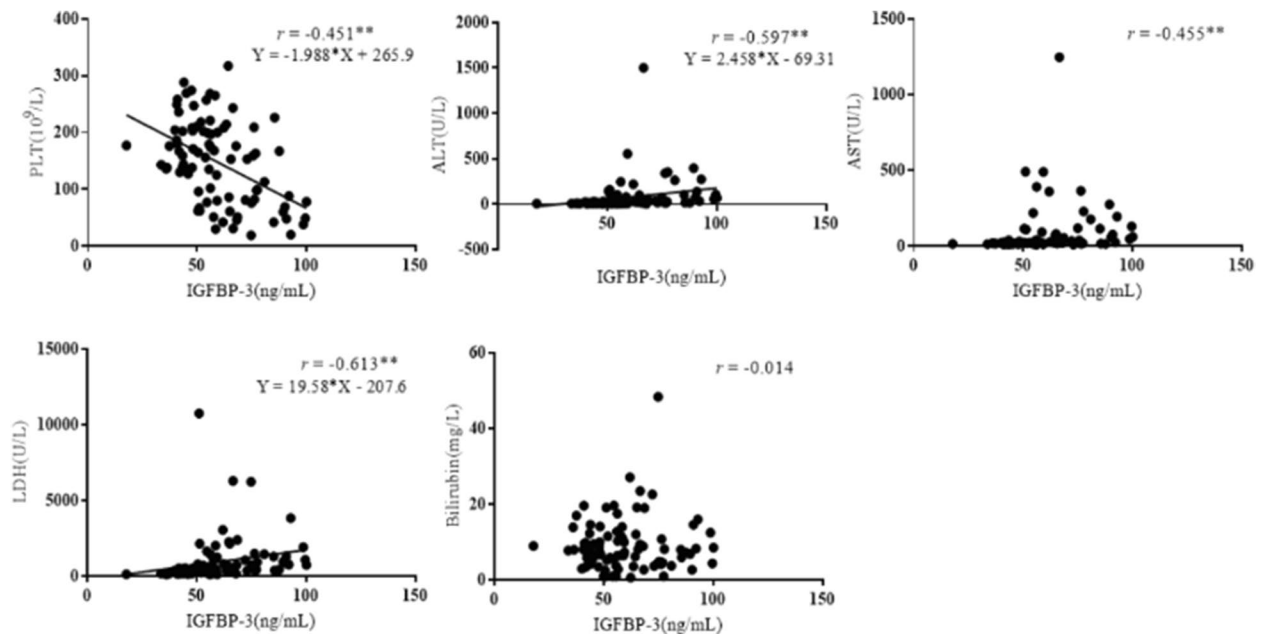 r = -0.451**
Y = -1.988*X + 265.9
PLT(10⁹/L)
400
300
200
100
0
0 50 100 150
IGFBP-3(ng/mL)
r = -0.597**
Y = 2.458*X - 69.31
ALT(U/L)
2000
1500
1000
500
0
-500
50 100 150
IGFBP-3(ng/mL)
r = -0.455**
AST(U/L)
1500
1000
500
0
0 50 100 150
IGFBP-3(ng/mL)
r = -0.613**
Y = 19.58*X - 207.6
LDH(U/L)
15000
10000
5000
0
0 50 100 150
IGFBP-3(ng/mL)
r = -0.014
Bilirubin(mg/L)
60
40
20
0
0 50 100 150
IGFBP-3(ng/mL)